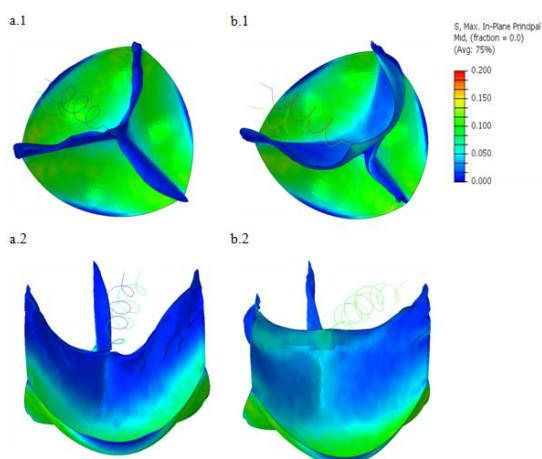 a.1
b.1
S, Max. In-Plane Principal
Mid, (fraction = 0.0)
(Avg: 75%)
0.200
0.150
0.100
0.050
0.000
a.2
b.2